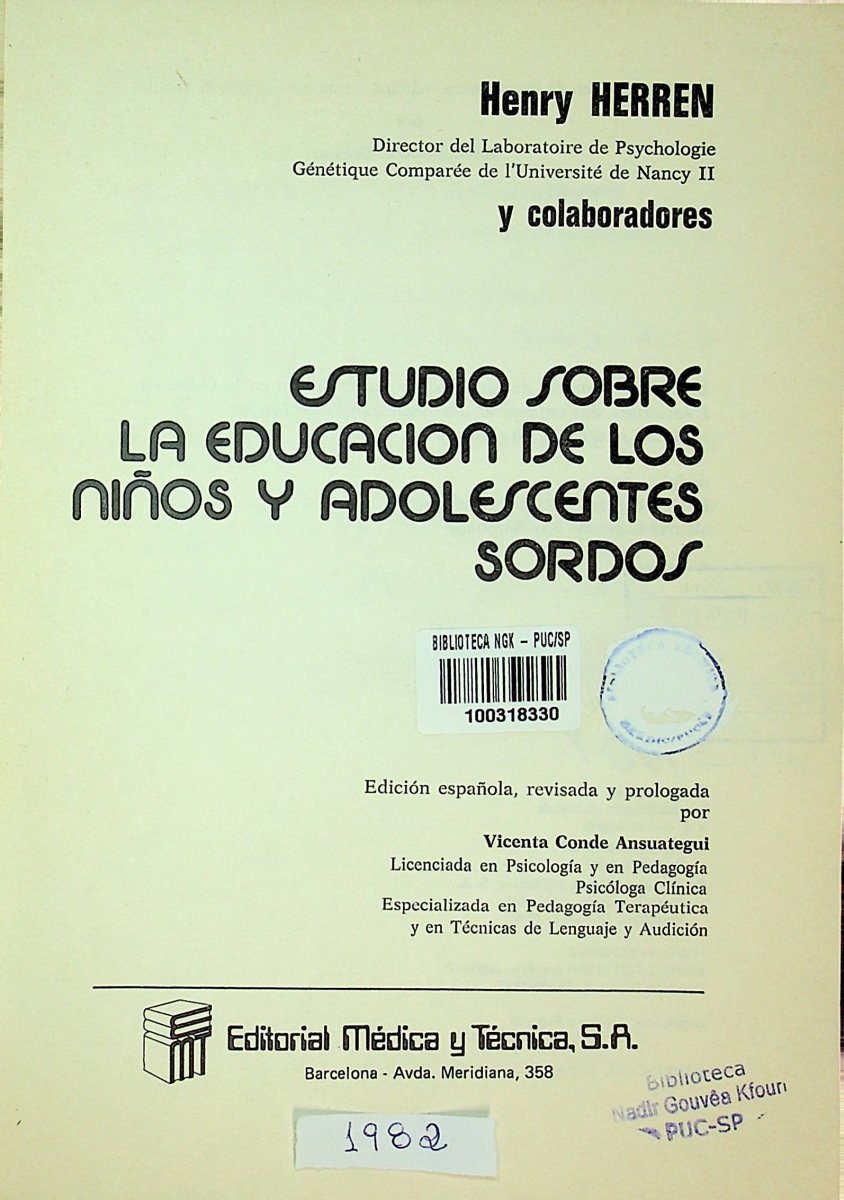 Henry HERREN
Director del Laboratoire de Psychologie
Génétique Comparée de l'Université de Nancy II
y colaboradores
ESTUDIO SOBRE
LA EDUCACION DE LOS
NIÑOS Y ADOLESCENTES
SORDOS
BIBLIOTECA NGK – PUC/SP
100318330
Edición española, revisada y prologada
por
Vicenta Conde Ansuategui
Licenciada en Psicología y en Pedagogía
Psicóloga Clínica
Especializada en Pedagogía Terapéutica
y en Técnicas de Lenguaje y Audición
Editorial Médica y Técnica, S.A.
Barcelona - Avda. Meridiana, 358
Biblioteca
Nadir Gouvêa Kfouri
PUC-SP
1982